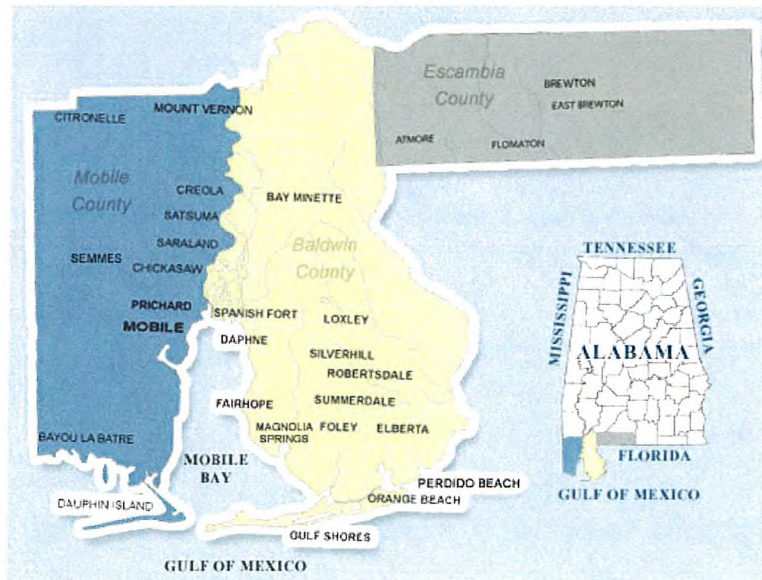 Escambia
County
BREWTON
EAST BREWTON
ATMORE
FLOMATON
CITRONELLE
MOUNT VERNON
Mobile
County
CREOLA
SATSUMA
SARALAND
SEMMES
CHICKASAW
PRICHARD
MOBILE
BAYOU LA BATRE
DAUPHIN ISLAND
BAY MINETTE
Baldwin
County
SPANISH FORT
LOXLEY
DAPHNE
SILVERHILL
ROBERTSDALE
FAIRHOPE
SUMMERDALE
MAGNOLIA
SPRINGS
FOLEY
ELBERTA
PERDIDO BEACH
ORANGE BEACH
GULF SHORES
MOBILE
BAY
GULF OF MEXICO
TENNESSEE
MISSISSIPPI
GEORGIA
ALABAMA
FLORIDA
GULF OF MEXICO